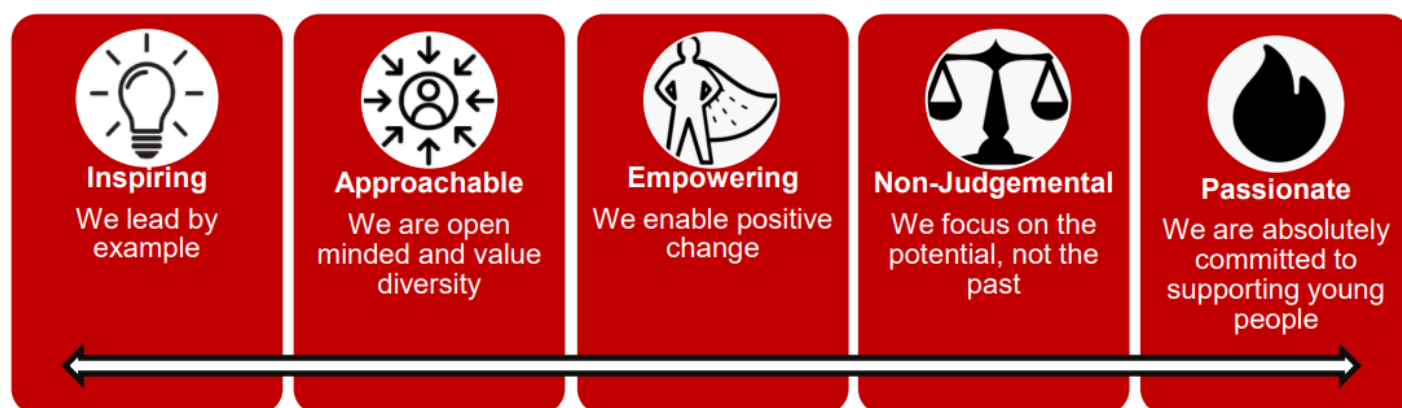 Inspiring
We lead by
example
Approachable
We are open
minded and value
diversity
Empowering
We enable positive
change
Non-Judgemental
We focus on the
potential, not the
past
Passionate
We are absolutely
committed to
supporting young
people